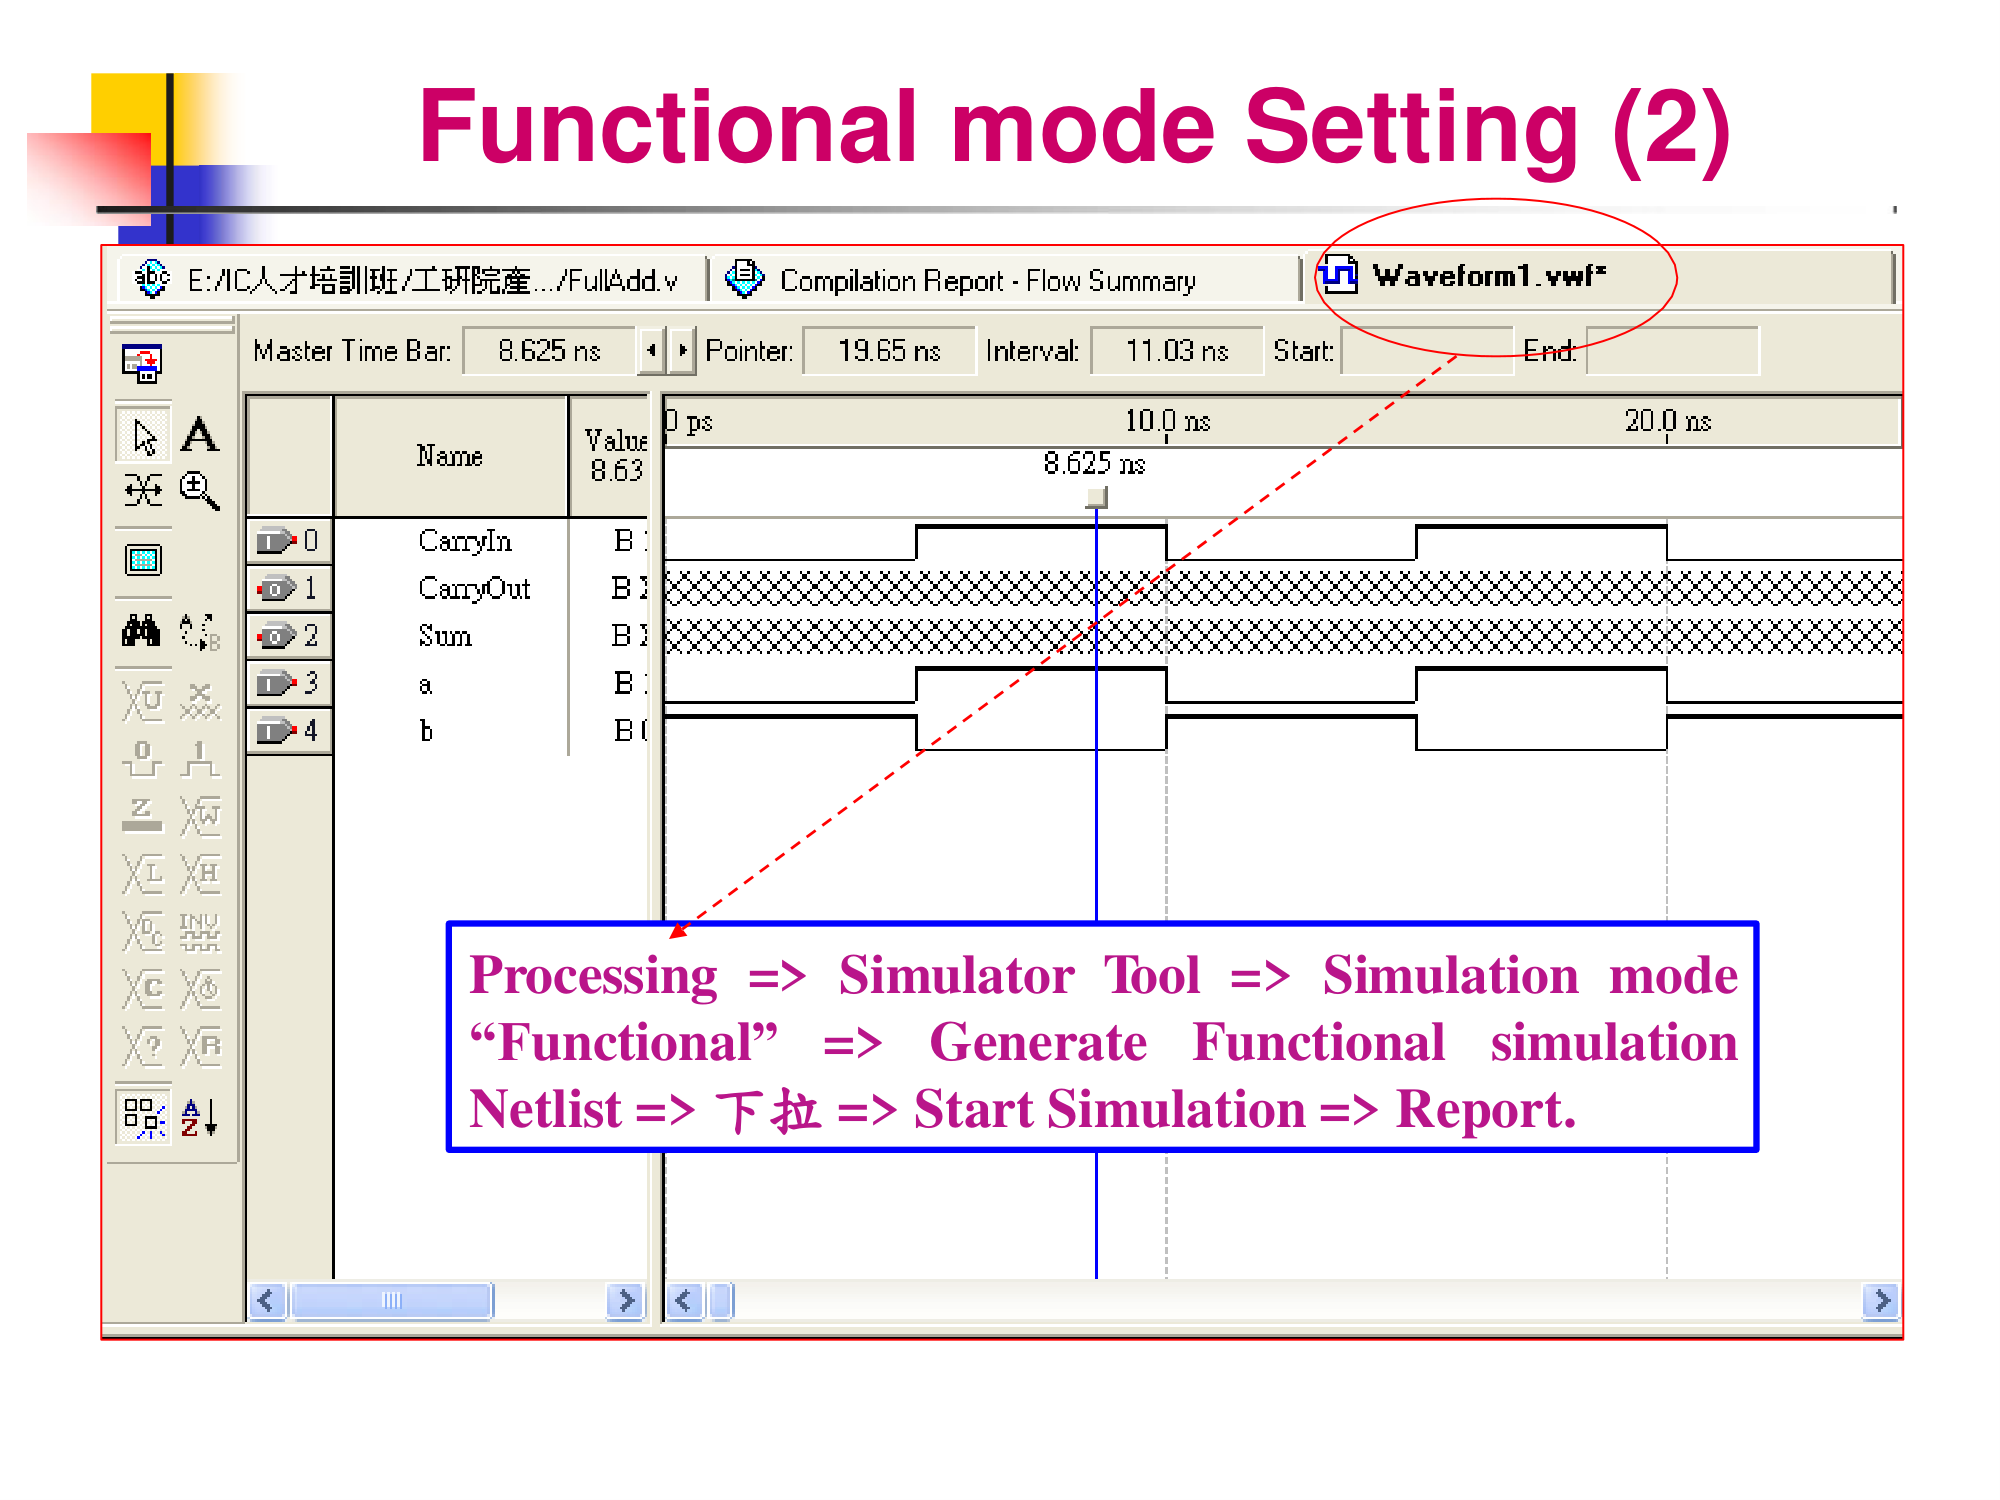 Functional mode Setting (2)
E:/IC人才培訓班/工研院產.../FullAdd.v
Compilation Report - Flow Summary
Waveform1.vwf*
Master Time Bar: 8.625 ns
Pointer: 19.65 ns
Interval: 11.03 ns
Start:
End:
Name
Value
8.63
0 ps
10.0 ns
20.0 ns
8.625 ns
0 CarryIn B
1 CarryOut B
2 Sum B
3 a B
4 b B
Processing => Simulator Tool => Simulation mode
“Functional” => Generate Functional simulation
Netlist => 下拉 => Start Simulation => Report.